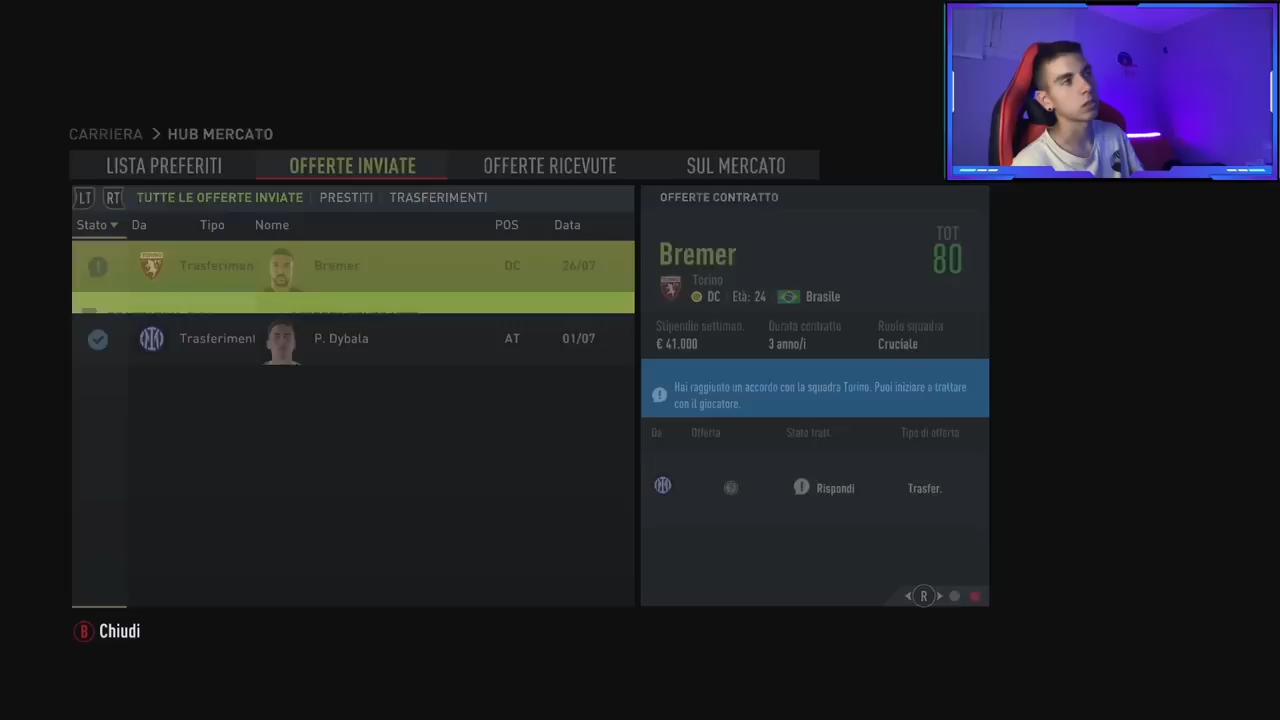 CARRIERA > HUB MERCATO
LISTA PREFERITI OFFERTE INVIATE OFFERTE RICEVUTE SUL MERCATO
LT RT TUTTE LE OFFERTE INVIATE PRESTITI TRASFERIMENTI
Stato Da Tipo Nome POS Data
Trasferimen Bremer DC 26/07
Trasferiment P. Dybala AT 01/07
OFFERTE CONTRATTO
Bremer
TOT
80
Torino
DC Età: 24 Brasile
Stipendio settiman. Durata contratto Ruolo squadra
€ 41.000 3 anno/i Cruciale
Hai raggiunto un accordo con la squadra Torino. Puoi iniziare a trattare
con il giocatore.
Da Offerta Stato tratt. Tipo di offerta
Rispondi Trasfer.
R
B Chiudi